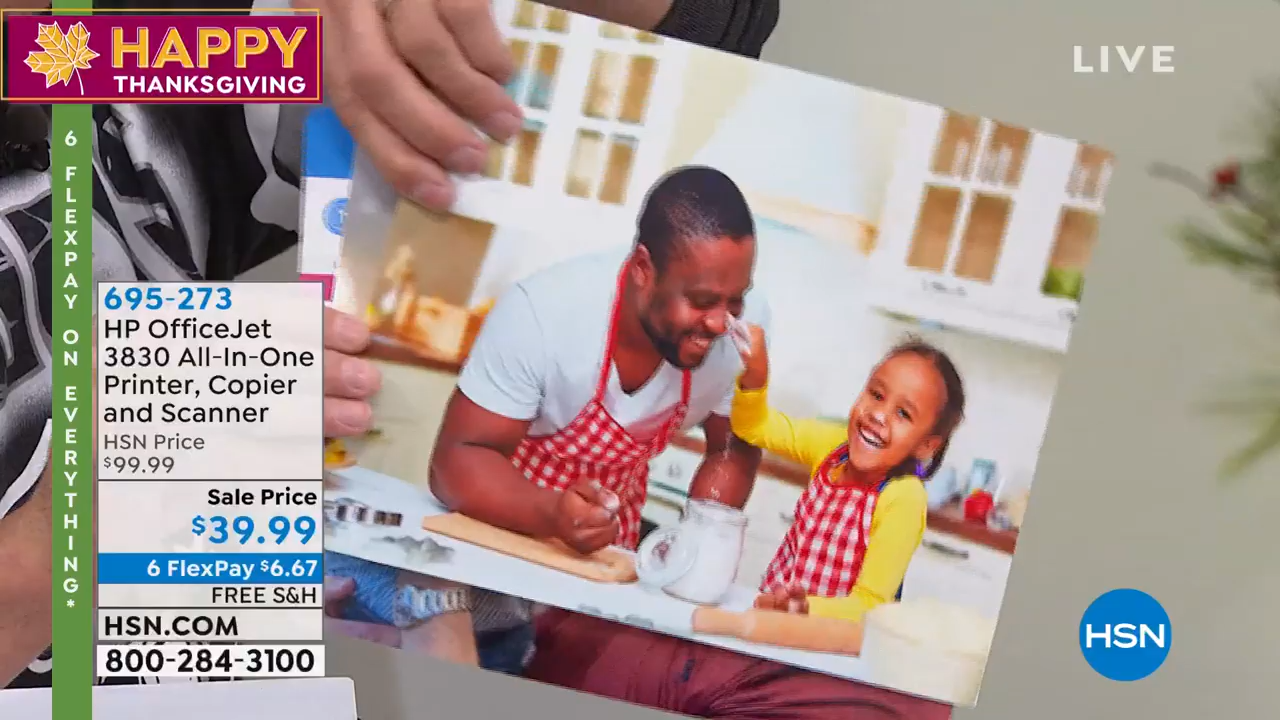 HAPPY
THANKSGIVING
LIVE
6 FLEXPAY ON EVERYTHING*
695-273
HP OfficeJet
3830 All-In-One
Printer, Copier
and Scanner
HSN Price
$99.99
Sale Price
$39.99
6 FlexPay $6.67
FREE S&H
HSN.COM
800-284-3100
HSN